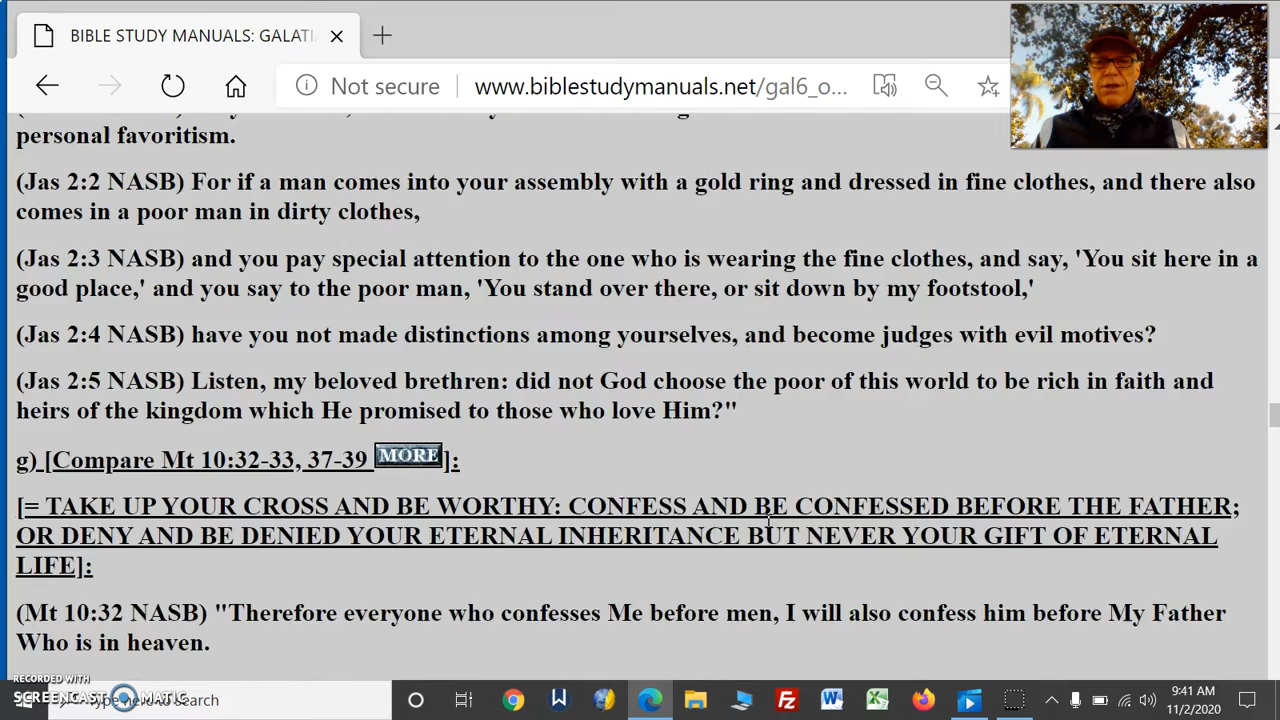 BIBLE STUDY MANUALS: GALATI
Not secure
www.biblestudymanuals.net/gal6_o...
personal favoritism.
(Jas 2:2 NASB) For if a man comes into your assembly with a gold ring and dressed in fine clothes, and there also
comes in a poor man in dirty clothes,
(Jas 2:3 NASB) and you pay special attention to the one who is wearing the fine clothes, and say, 'You sit here in a
good place,' and you say to the poor man, 'You stand over there, or sit down by my footstool,'
(Jas 2:4 NASB) have you not made distinctions among yourselves, and become judges with evil motives?
(Jas 2:5 NASB) Listen, my beloved brethren: did not God choose the poor of this world to be rich in faith and
heirs of the kingdom which He promised to those who love Him?"
g) [Compare Mt 10:32-33, 37-39 MORE]:
[= TAKE UP YOUR CROSS AND BE WORTHY: CONFESS AND BE CONFESSED BEFORE THE FATHER;
OR DENY AND BE DENIED YOUR ETERNAL INHERITANCE BUT NEVER YOUR GIFT OF ETERNAL
LIFE]:
(Mt 10:32 NASB) "Therefore everyone who confesses Me before men, I will also confess him before My Father
Who is in heaven.
RECORDED WITH
SCREENCAST MATIC
to search
9:41 AM
11/2/2020